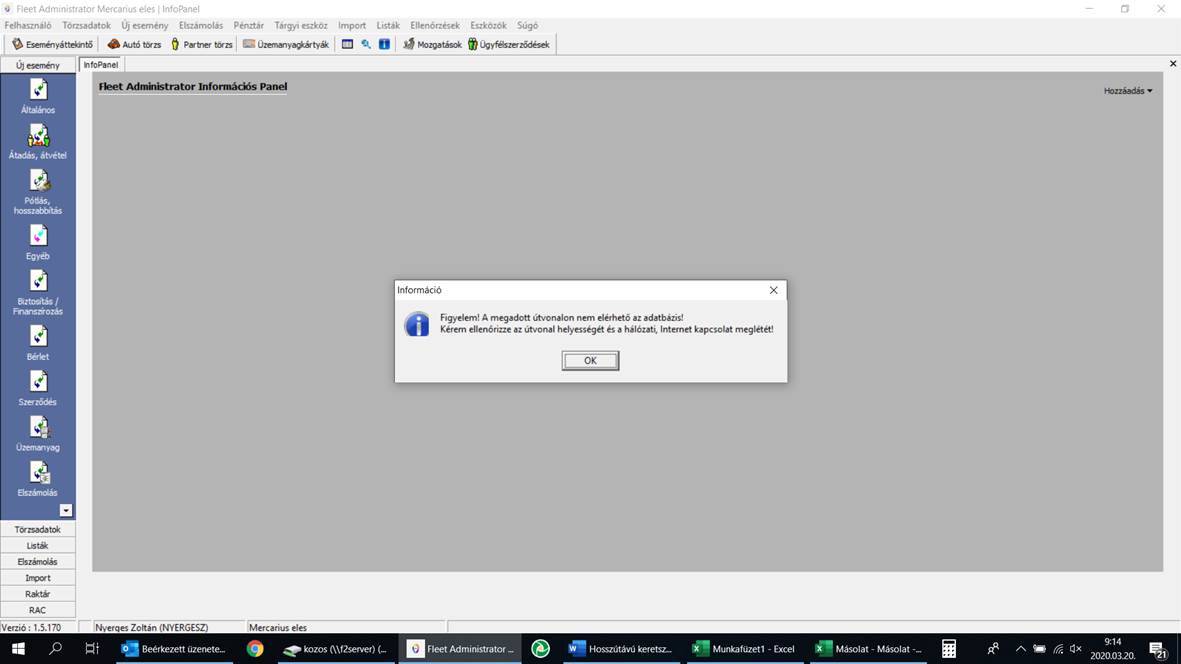 Fleet Administrator Mercarius eles | InfoPanel
Felhasználó Törzsadatok Új esemény Elszámolás Pénztár Tárgyi eszköz Import Listák Ellenőrzések Eszközök Súgó
Eseményáttekintő Autó törzs Partner törzs Üzemanyagkártyák Mozgatások Ügyfélszerződések
Új esemény InfoPanel
Fleet Administrator Információs Panel
Hozzáadás
Általános
Átadás, átvétel
Pótlás,
hosszabbítás
Egyéb
Biztosítás /
Finanszírozás
Bérlet
Szerződés
Üzemanyag
Elszámolás
Információ
Figyelem! A megadott útvonalon nem elérhető az adatbázis!
Kérem ellenőrizze az útvonal helyességét és a hálózati, Internet kapcsolat meglétét!
OK
Törzsadatok
Listák
Elszámolás
Import
Raktár
RAC
Verzió : 1.5.170 Nyerges Zoltán (NYERGESZ) Mercarius eles
Beérkezett üzenete... kozos (\\f2server) (... Fleet Administrator ... Hosszútávú keretsz... Munkafüzet1 - Excel Másolat - Másolat -...
9:14
2020.03.20.
21